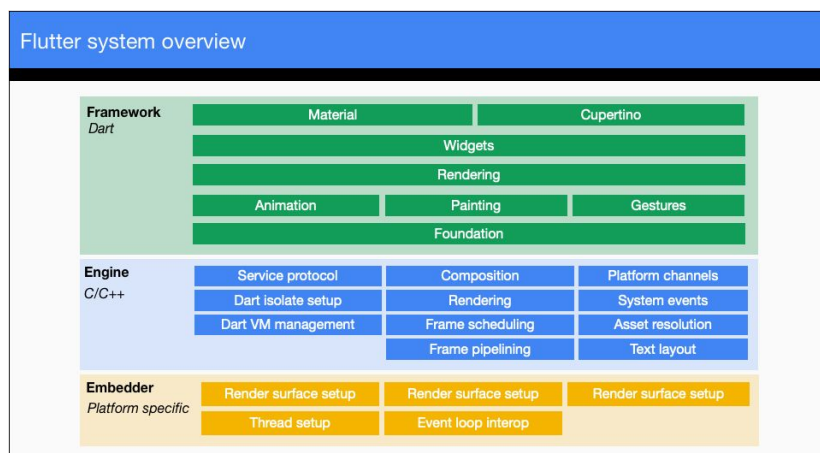 Flutter system overview
Framework
Dart
Material
Cupertino
Widgets
Rendering
Animation
Painting
Gestures
Foundation
Engine
C/C++
Service protocol
Composition
Platform channels
Dart isolate setup
Rendering
System events
Dart VM management
Frame scheduling
Asset resolution
Frame pipelining
Text layout
Embedder
Platform specific
Render surface setup
Render surface setup
Render surface setup
Thread setup
Event loop interop